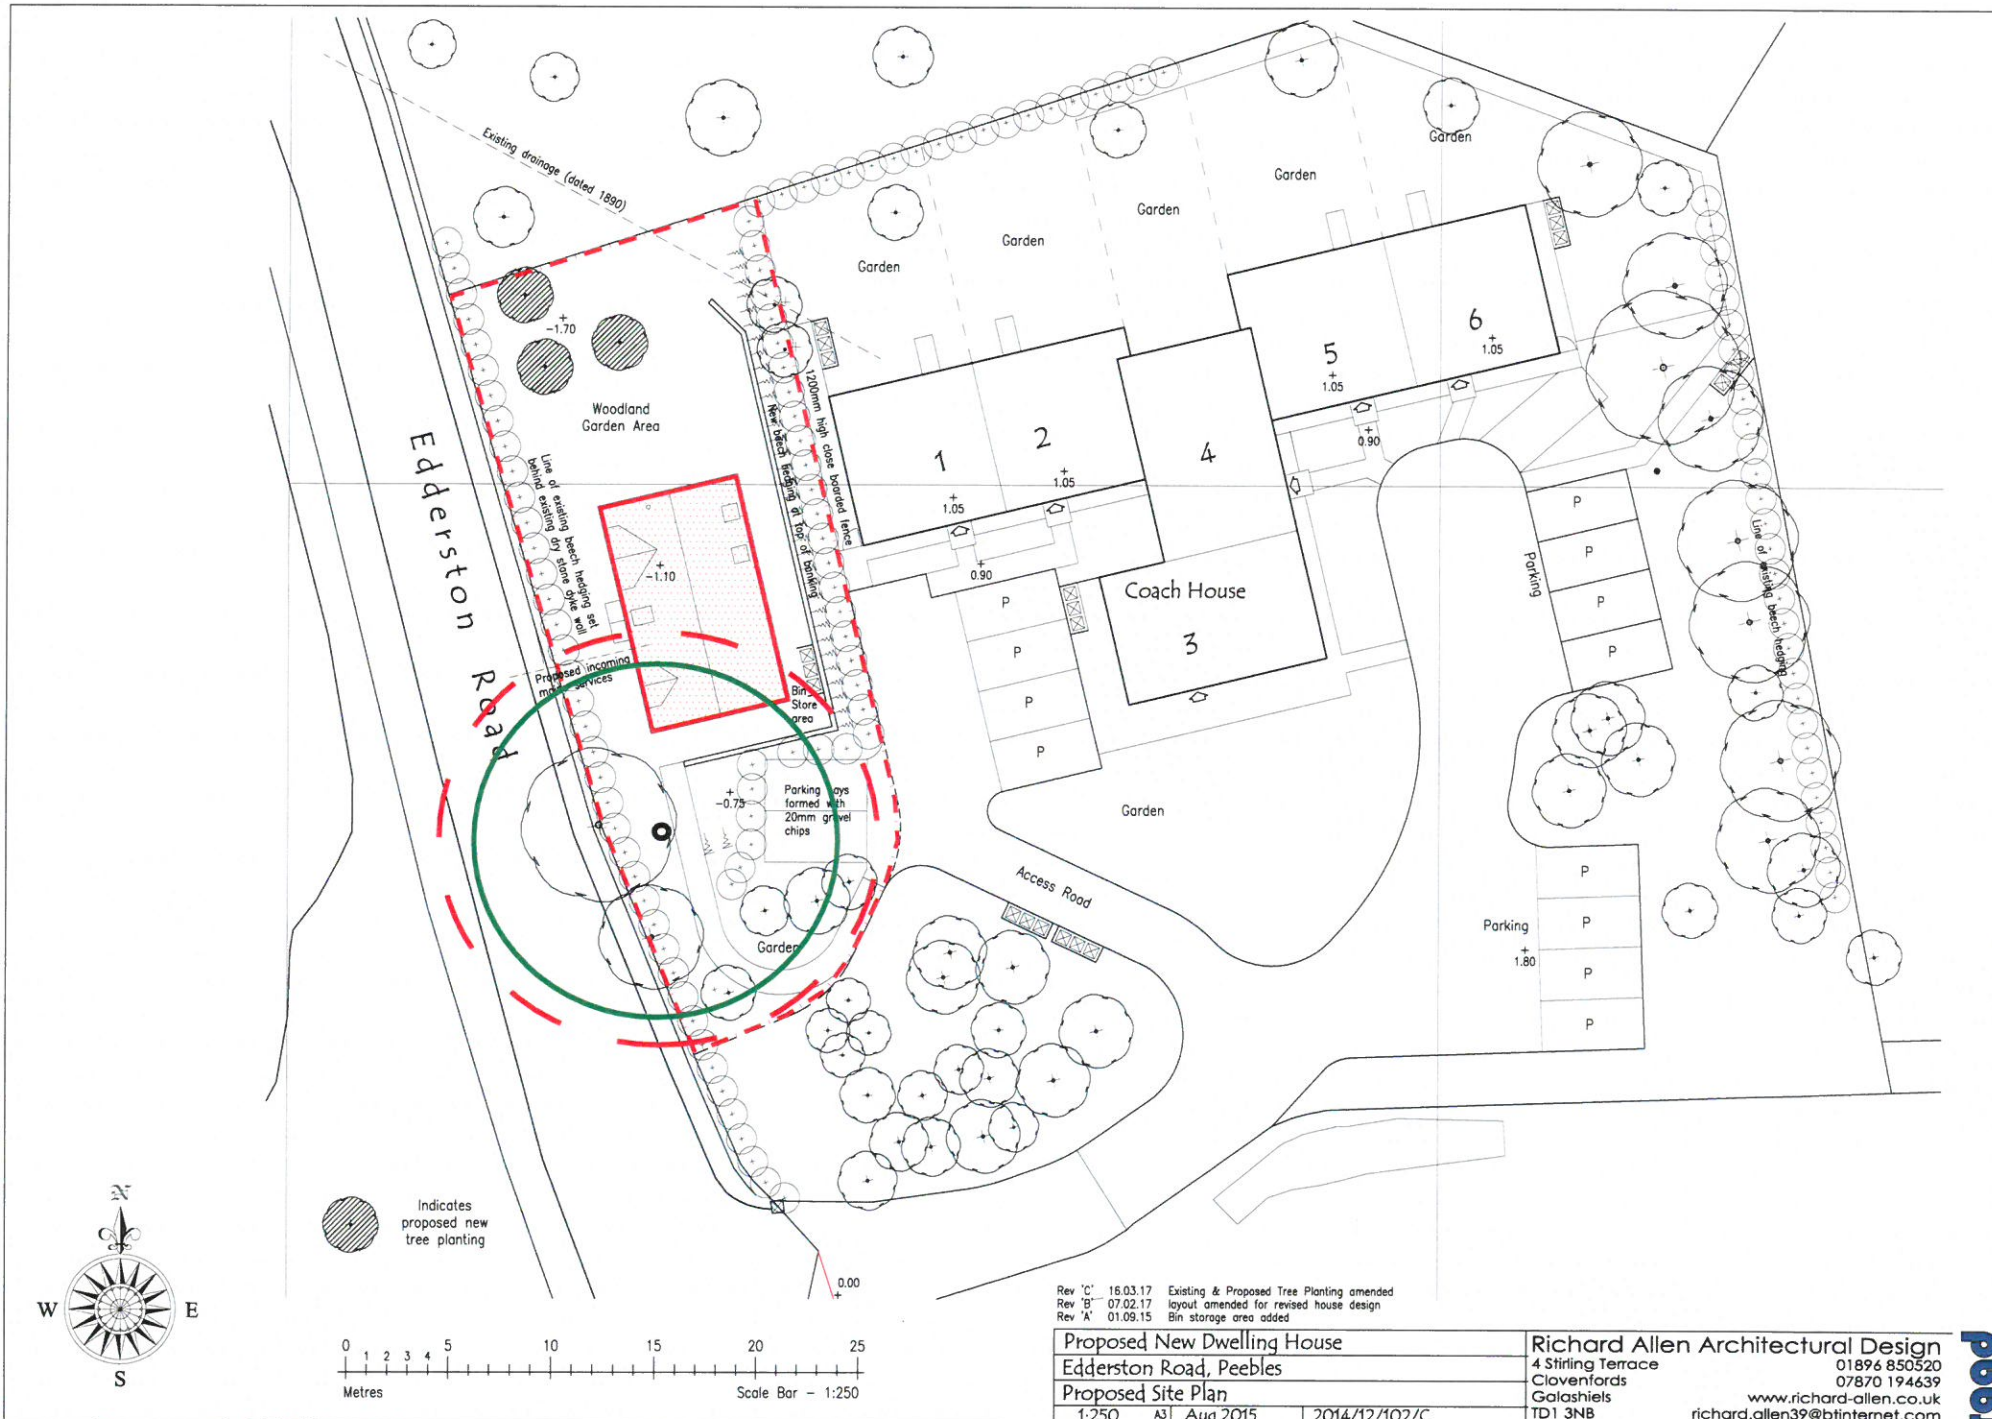 Existing drainage (dated 1890)
Garden
Garden
Garden
Garden
Garden
-1.70
Woodland
Garden Area
6
1.05
5
1.05
1200mm high close boarded fence
New beech hedging at top of banking
2
1.05
1
1.05
4
0.90
0.90
Line of existing beech hedging set
behind existing dry stone dyke wall
Edderston Road
-1.10
Coach House
3
P
P
P
P
P
P
P
P
Parking
Line of existing beech hedging
Proposed incoming
services
Bin
Store
area
-0.75
Parking
formed with
20mm gravel
chips
Garden
Garden
Access Road
Parking
1.80
P
P
P
P
Indicates
proposed new
tree planting
N
W
E
S
0.00
0 1 2 3 4 5 10 15 20 25
Metres
Scale Bar - 1:250
Rev 'C' 16.03.17 Existing & Proposed Tree Planting amended
Rev 'B' 07.02.17 layout amended for revised house design
Rev 'A' 01.09.15 Bin storage area added
Proposed New Dwelling House
Edderston Road, Peebles
Proposed Site Plan
1:250 A3 Aug 2015 2014/12/102/C
Richard Allen Architectural Design
4 Stirling Terrace 01896 850520
Clovenfords 07870 194639
Galashiels www.richard-allen.co.uk
TD1 3NB richard.allen39@btinternet.com